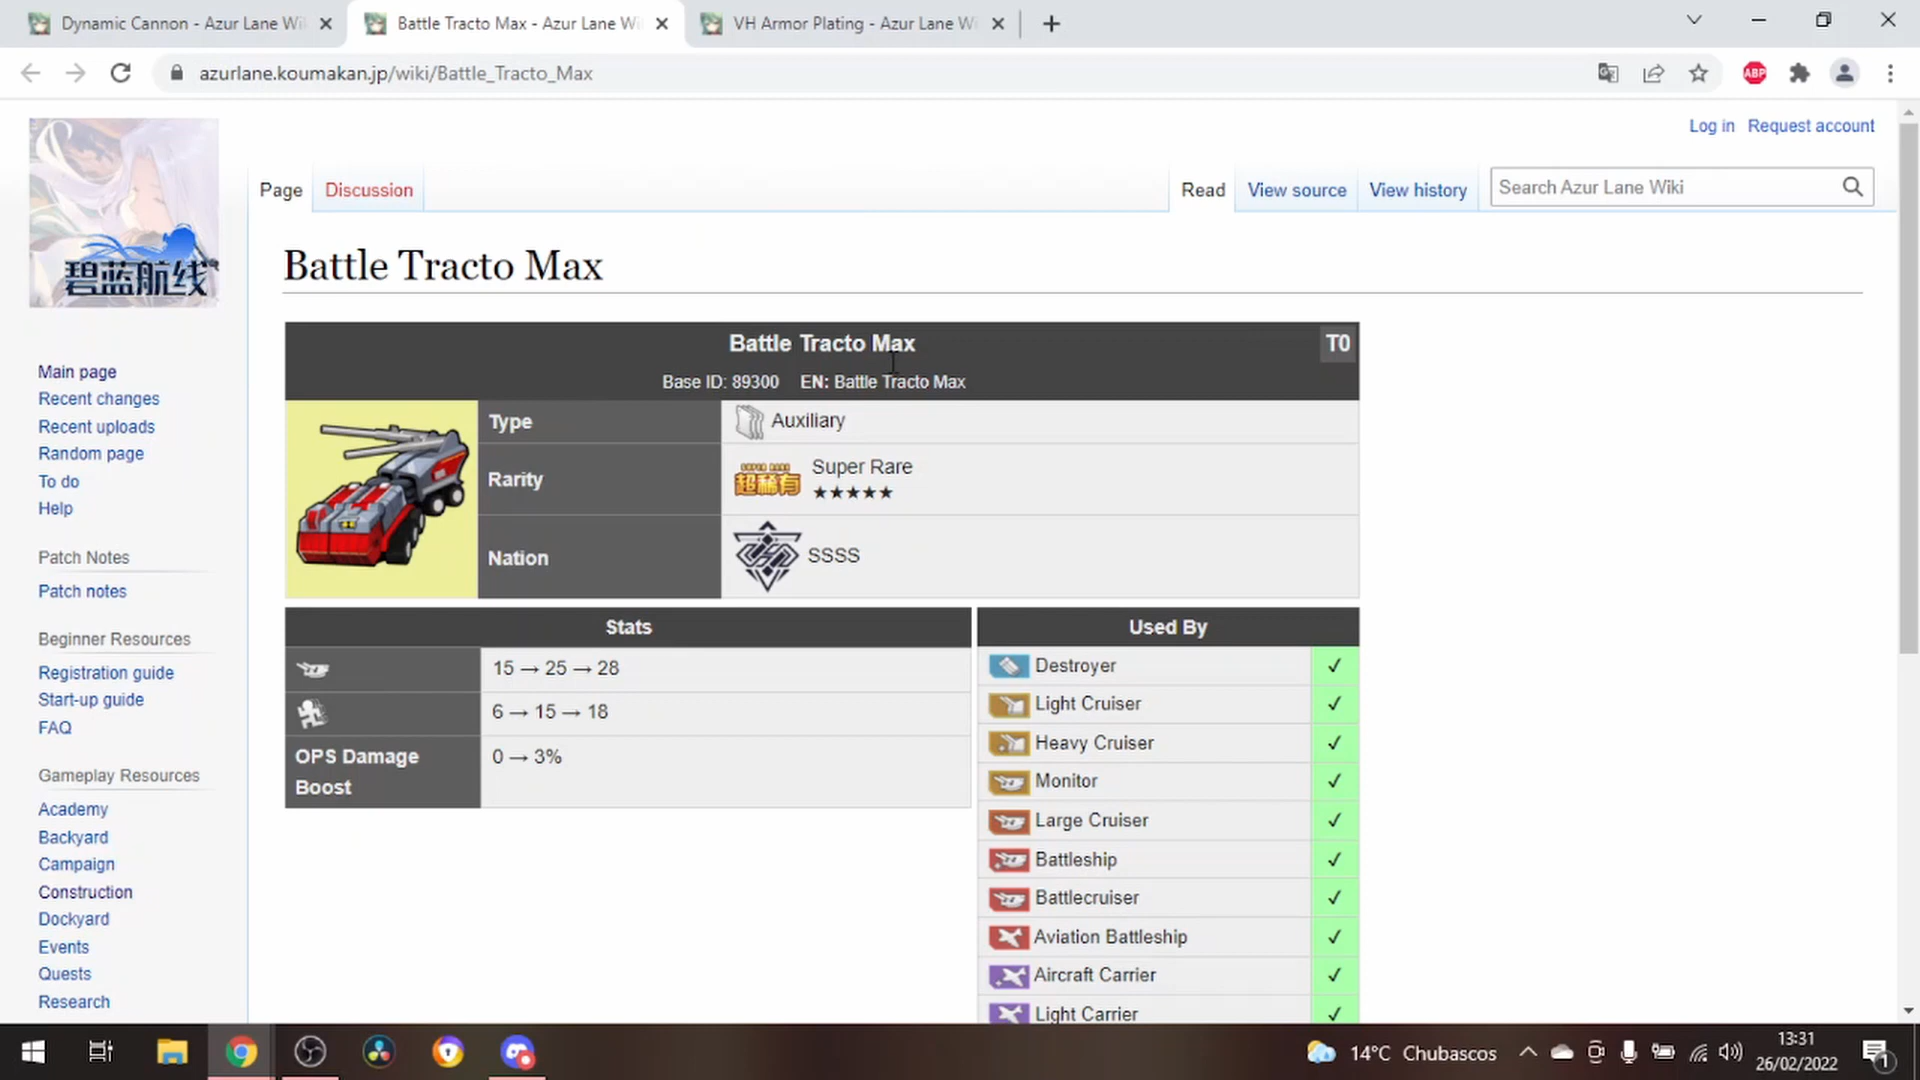 Dynamic Cannon - Azur Lane Wi
Battle Tracto Max - Azur Lane Wi
VH Armor Plating - Azur Lane W
azurlane.koumakan.jp/wiki/Battle_Tracto_Max
ABP
Log in Request account
碧蓝航线
Page Discussion Read View source View history Search Azur Lane Wiki
Battle Tracto Max
Battle Tracto Max T0
Base ID: 89300 EN: Battle Tracto Max
Type Auxiliary
Rarity 超稀有 Super Rare
★★★★★
Nation SSSS
Stats
15 → 25 → 28
6 → 15 → 18
OPS Damage Boost 0 → 3%
Used By
Destroyer ✓
Light Cruiser ✓
Heavy Cruiser ✓
Monitor ✓
Large Cruiser ✓
Battleship ✓
Battlecruiser ✓
Aviation Battleship ✓
Aircraft Carrier ✓
Light Carrier ✓
Main page
Recent changes
Recent uploads
Random page
To do
Help
Patch Notes
Patch notes
Beginner Resources
Registration guide
Start-up guide
FAQ
Gameplay Resources
Academy
Backyard
Campaign
Construction
Dockyard
Events
Quests
Research
14°C Chubascos
13:31
26/02/2022
1